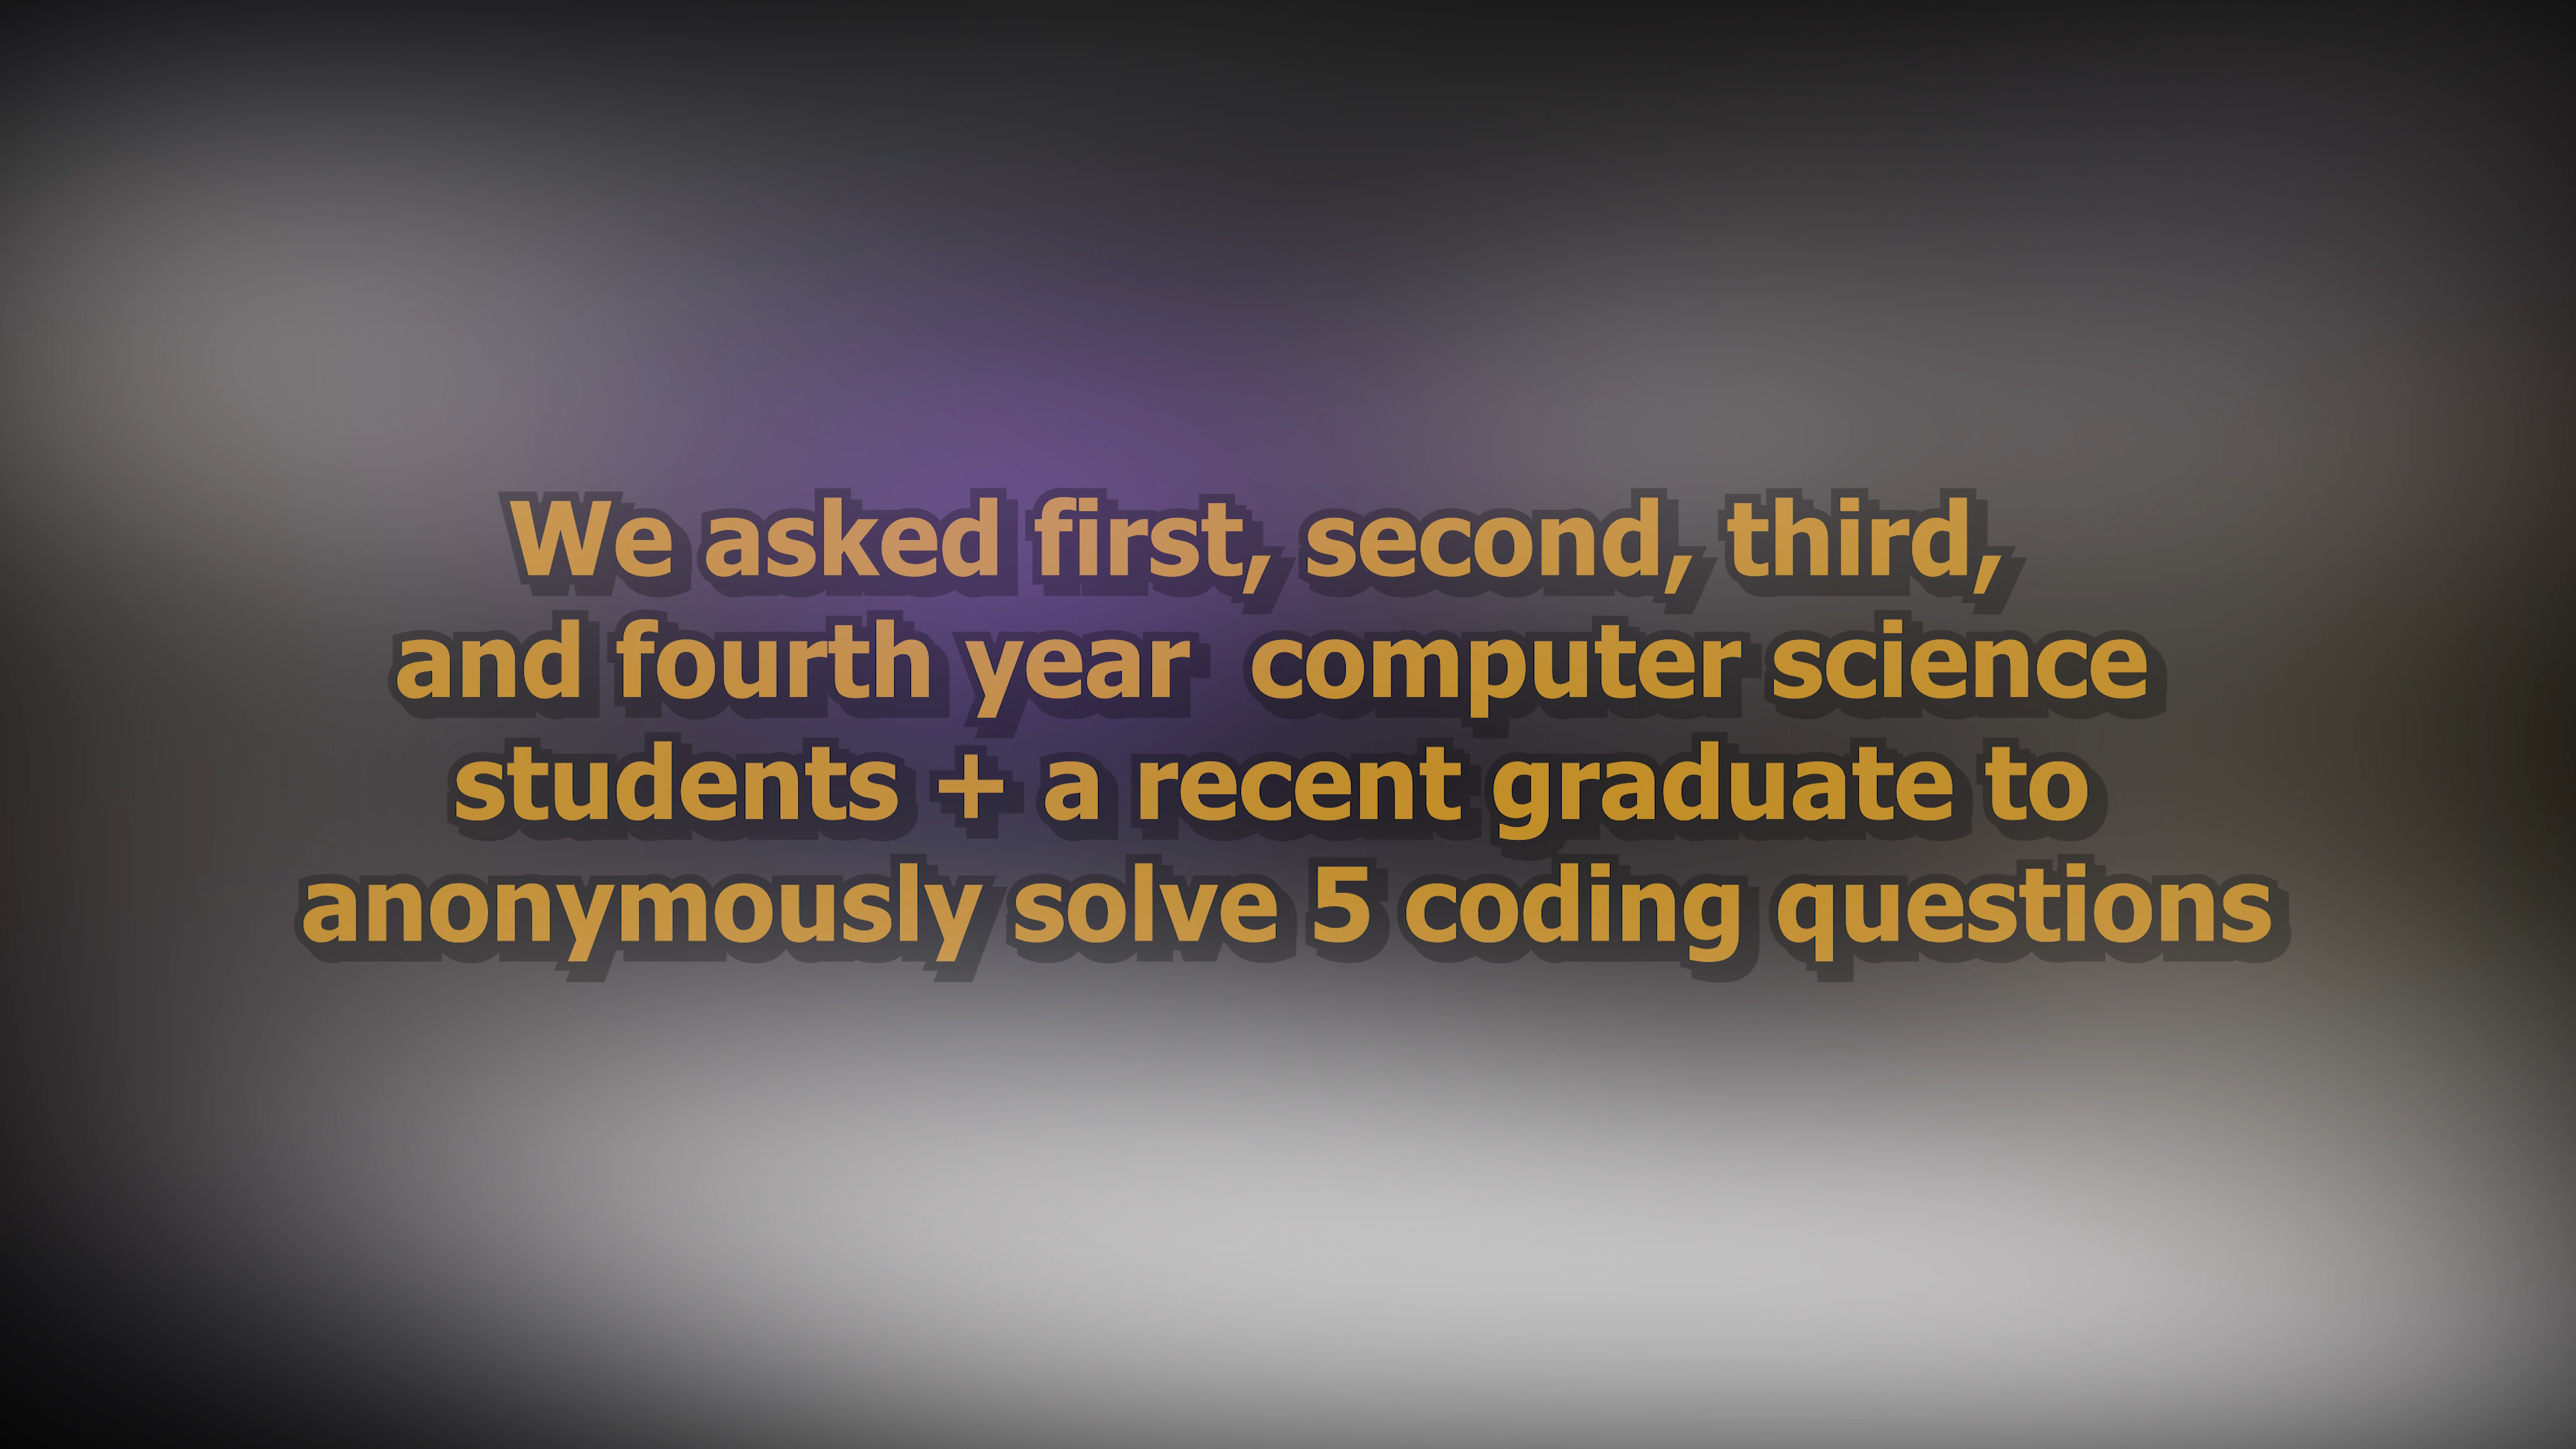 We asked first, second, third,
and fourth year  computer science
students + a recent graduate to
anonymously solve 5 coding questions